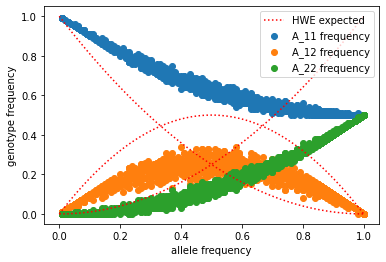 1.0
0.8
0.6
0.4
0.2
0.0
genotype frequency
HWE expected
A_11 frequency
A_12 frequency
A_22 frequency
0.0 0.2 0.4 0.6 0.8 1.0
allele frequency